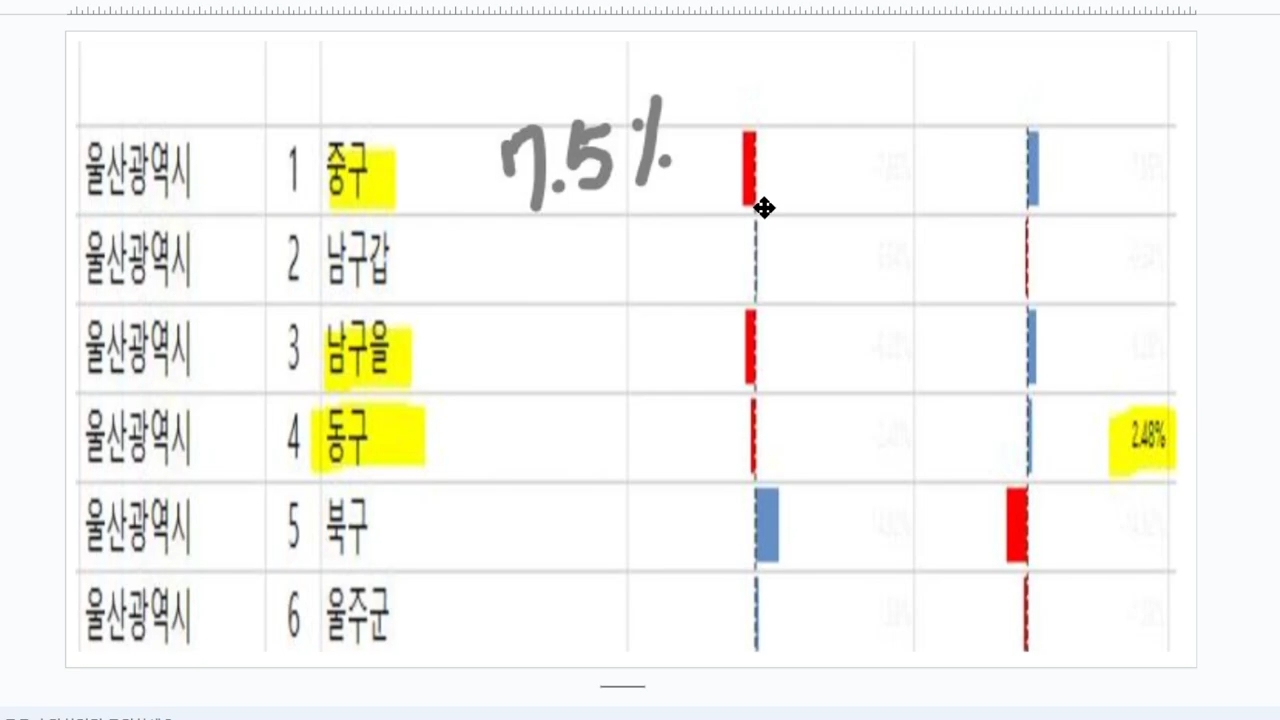 7.5%
울산광역시 1 중구
울산광역시 2 남구갑
울산광역시 3 남구을
울산광역시 4 동구 2.48%
울산광역시 5 북구
울산광역시 6 울주군